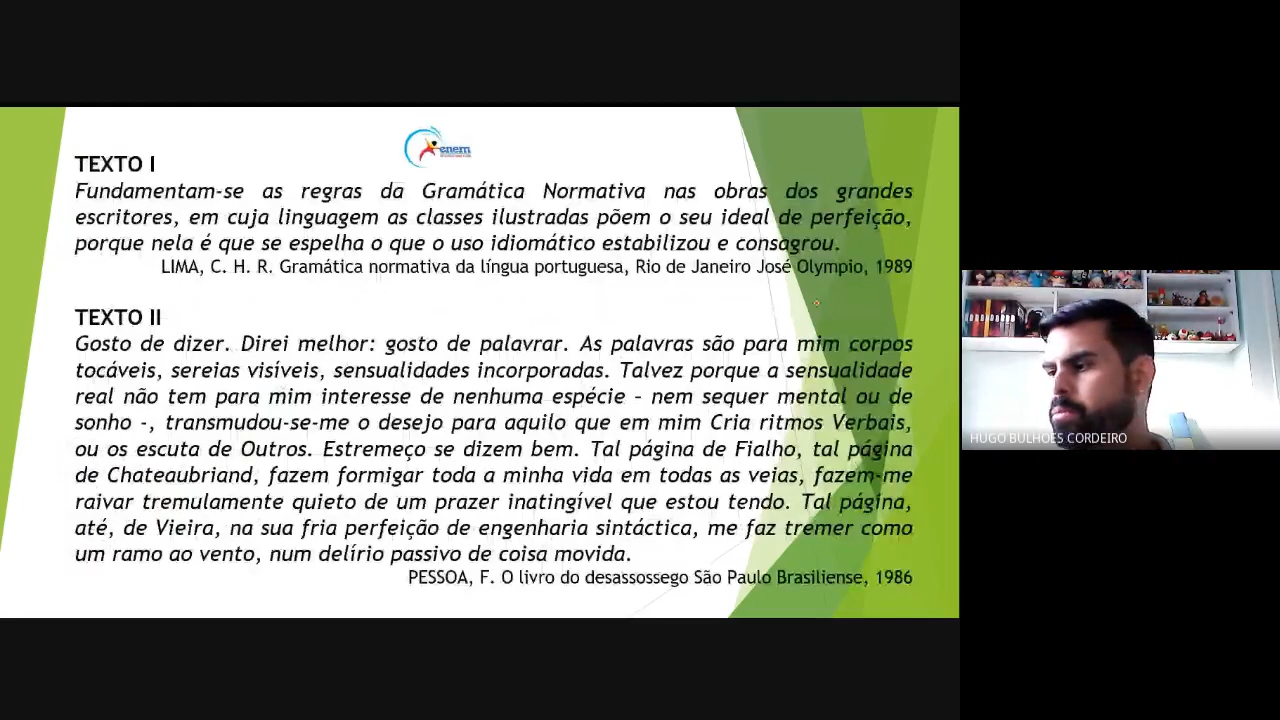 enem
TEXTO I
Fundamentam-se as regras da Gramática Normativa nas obras dos grandes
escritores, em cuja linguagem as classes ilustradas põem o seu ideal de perfeição,
porque nela é que se espelha o que o uso idiomático estabilizou e consagrou.
LIMA, C. H. R. Gramática normativa da língua portuguesa, Rio de Janeiro José Olympio, 1989
TEXTO II
Gosto de dizer. Direi melhor: gosto de palavrar. As palavras são para mim corpos
tocáveis, sereias visíveis, sensualidades incorporadas. Talvez porque a sensualidade
real não tem para mim interesse de nenhuma espécie – nem sequer mental ou de
sonho -, transmudou-se-me o desejo para aquilo que em mim Cria ritmos Verbais,
ou os escuta de Outros. Estremeço se dizem bem. Tal página de Fialho, tal página
de Chateaubriand, fazem formigar toda a minha vida em todas as veias, fazem-me
raivar tremulamente quieto de um prazer inatingível que estou tendo. Tal página,
até, de Vieira, na sua fria perfeição de engenharia sintáctica, me faz tremer como
um ramo ao vento, num delírio passivo de coisa movida.
PESSOA, F. O livro do desassossego São Paulo Brasiliense, 1986
HUGO BULHOES CORDEIRO